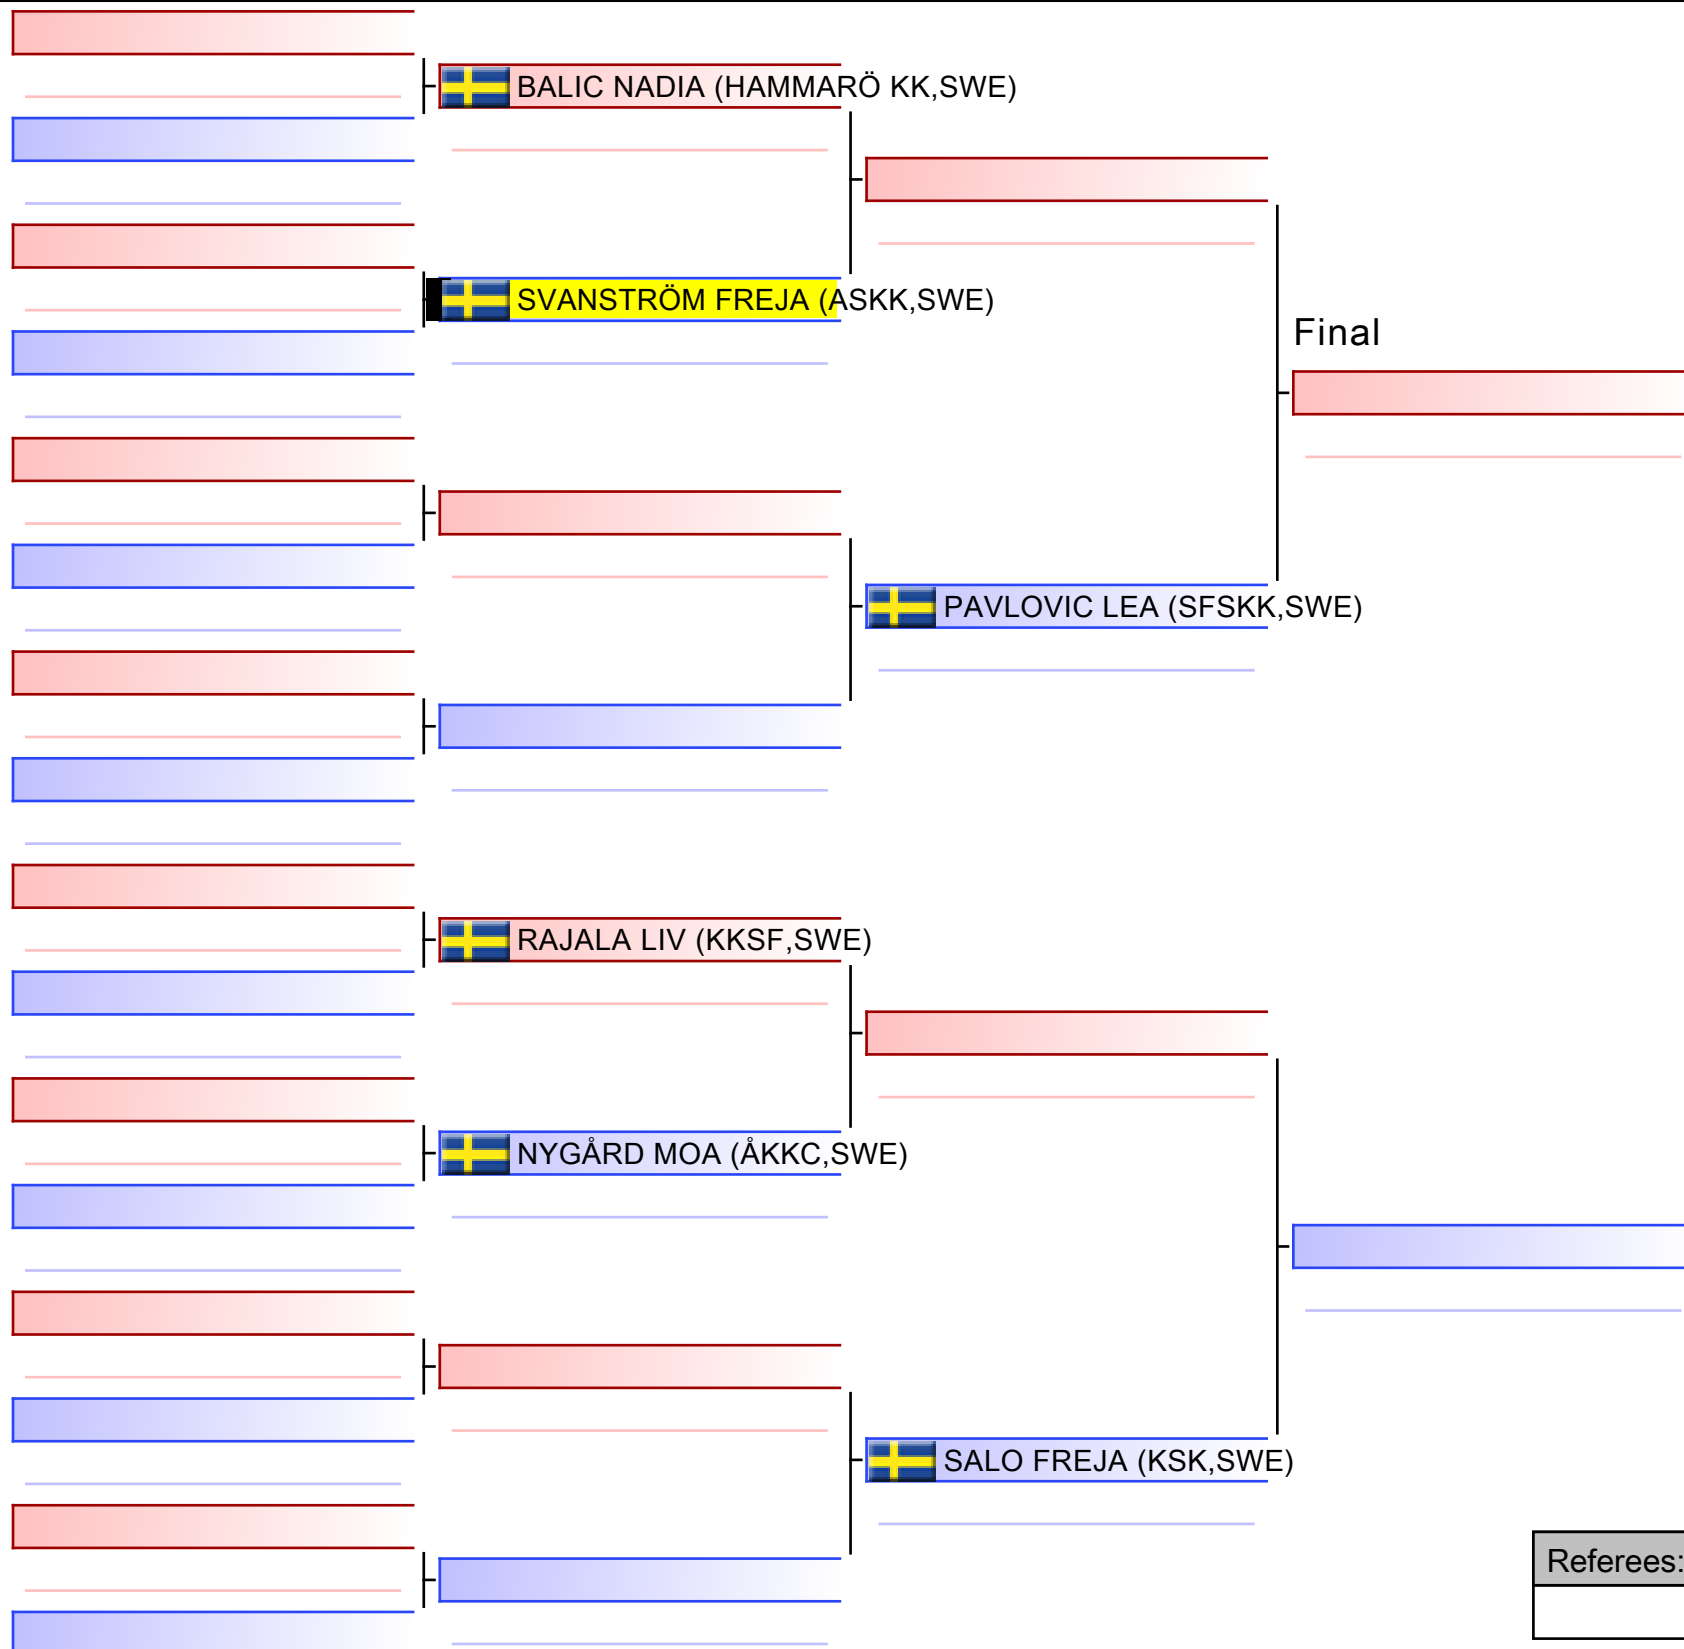 BALIC NADIA (HAMMARÖ KK,SWE)
SVANSTRÖM FREJA (ASKK,SWE)
Final
PAVLOVIC LEA (SFSKK,SWE)
RAJALA LIV (KKSF,SWE)
NYGÅRD MOA (ÅKKC,SWE)
SALO FREJA (KSK,SWE)
Referees: